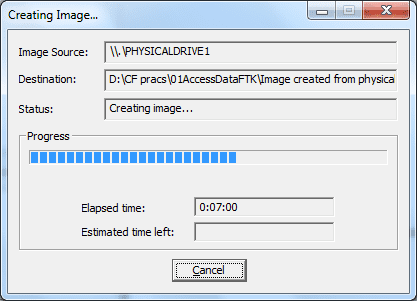 Creating Image...
Image Source: \\.\PHYSICALDRIVE1
Destination: D:\CF pracs\01AccessDataFTK\Image created from physical
Status: Creating image...
Progress
Elapsed time: 0:07:00
Estimated time left:
Cancel